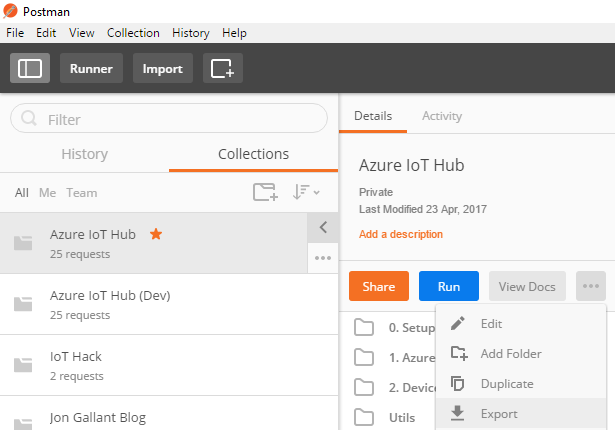 Postman
File Edit View Collection History Help
Runner Import
Filter
History Collections
All Me Team
Azure IoT Hub
25 requests
Azure IoT Hub (Dev)
25 requests
IoT Hack
2 requests
Jon Gallant Blog
Details Activity
Azure IoT Hub
Private
Last Modified 23 Apr, 2017
Add a description
Share Run View Docs
0. Setup
1. Azure
2. Device
Utils
Edit
Add Folder
Duplicate
Export